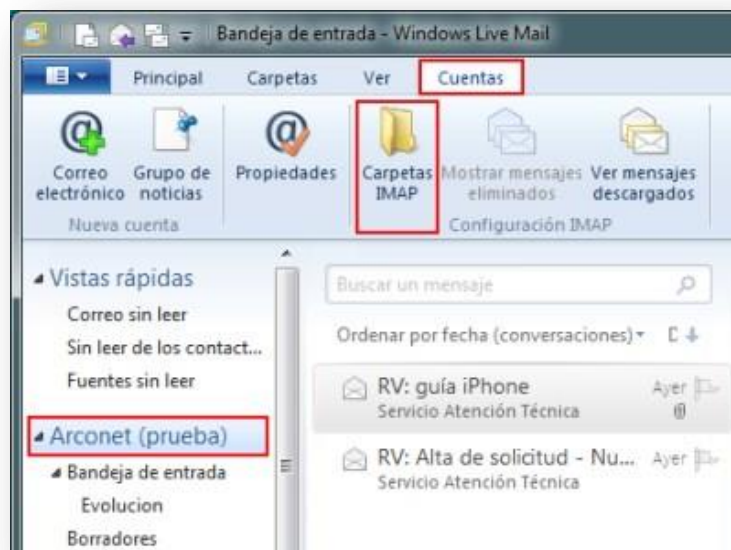 Bandeja de entrada - Windows Live Mail
Principal Carpetas Ver Cuentas
Correo electrónico
Grupo de noticias
Propiedades
Carpetas IMAP
Mostrar mensajes eliminados
Ver mensajes descargados
Nueva cuenta
Configuración IMAP
Vistas rápidas
Correo sin leer
Sin leer de los contact...
Fuentes sin leer
Arconet (prueba)
Bandeja de entrada
Evolucion
Borradores
Buscar un mensaje
Ordenar por fecha (conversaciones)
RV: guía iPhone Ayer
Servicio Atención Técnica
RV: Alta de solicitud - Nu... Ayer
Servicio Atención Técnica